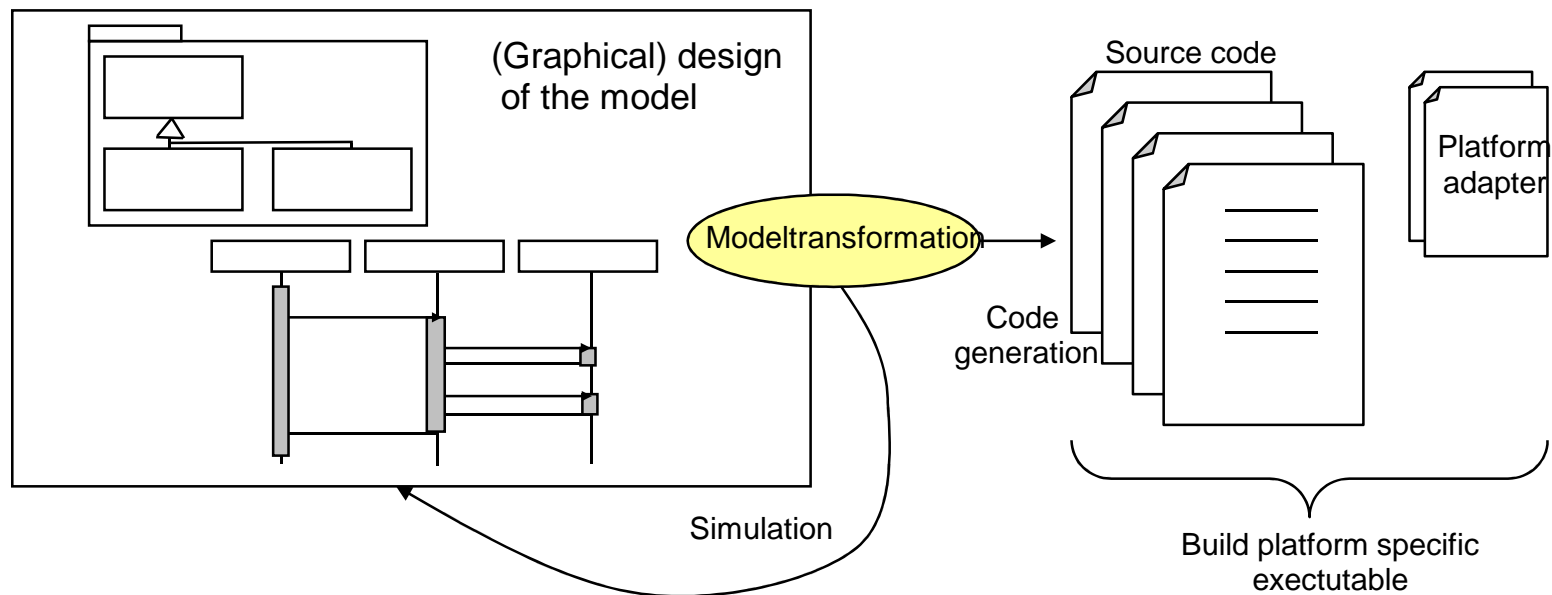 (Graphical) design
of the model
Source code
Platform
adapter
Modeltransformation
Code
generation
Simulation
Build platform specific
exectutable